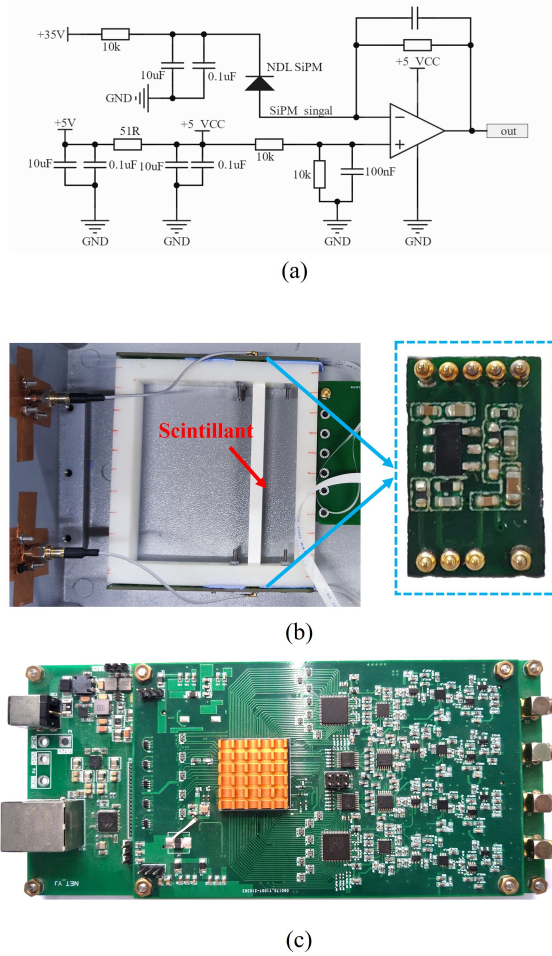 +35V
10k
10uF
0.1uF
GND
NDL SiPM
SiPM singal
+5 VCC
out
+5V
51R
+5 VCC
10uF
0.1uF
10uF
0.1uF
10k
10k
100nF
GND
GND
GND
GND
(a)
Scintillant
(b)
NET_YJ
(c)